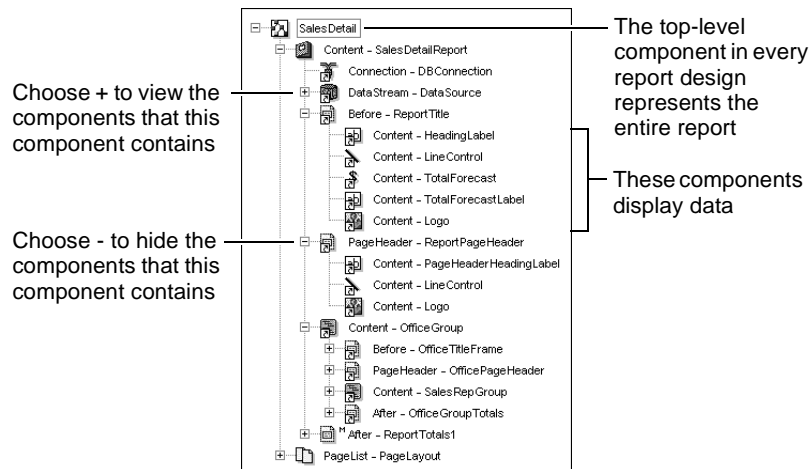 SalesDetail
Content - SalesDetailReport
Connection - DBConnection
DataStream - DataSource
Before - ReportTitle
Content - HeadingLabel
Content - LineControl
Content - TotalForecast
Content - TotalForecastLabel
Content - Logo
PageHeader - ReportPageHeader
Content - PageHeaderHeadingLabel
Content - LineControl
Content - Logo
Content - OfficeGroup
Before - OfficeTitleFrame
PageHeader - OfficePageHeader
Content - SalesRepGroup
After - OfficeGroupTotals
M After - ReportTotals1
PageList - PageLayout
Choose + to view the
components that this
component contains
Choose - to hide the
components that this
component contains
The top-level
component in every
report design
represents the
entire report
These components
display data